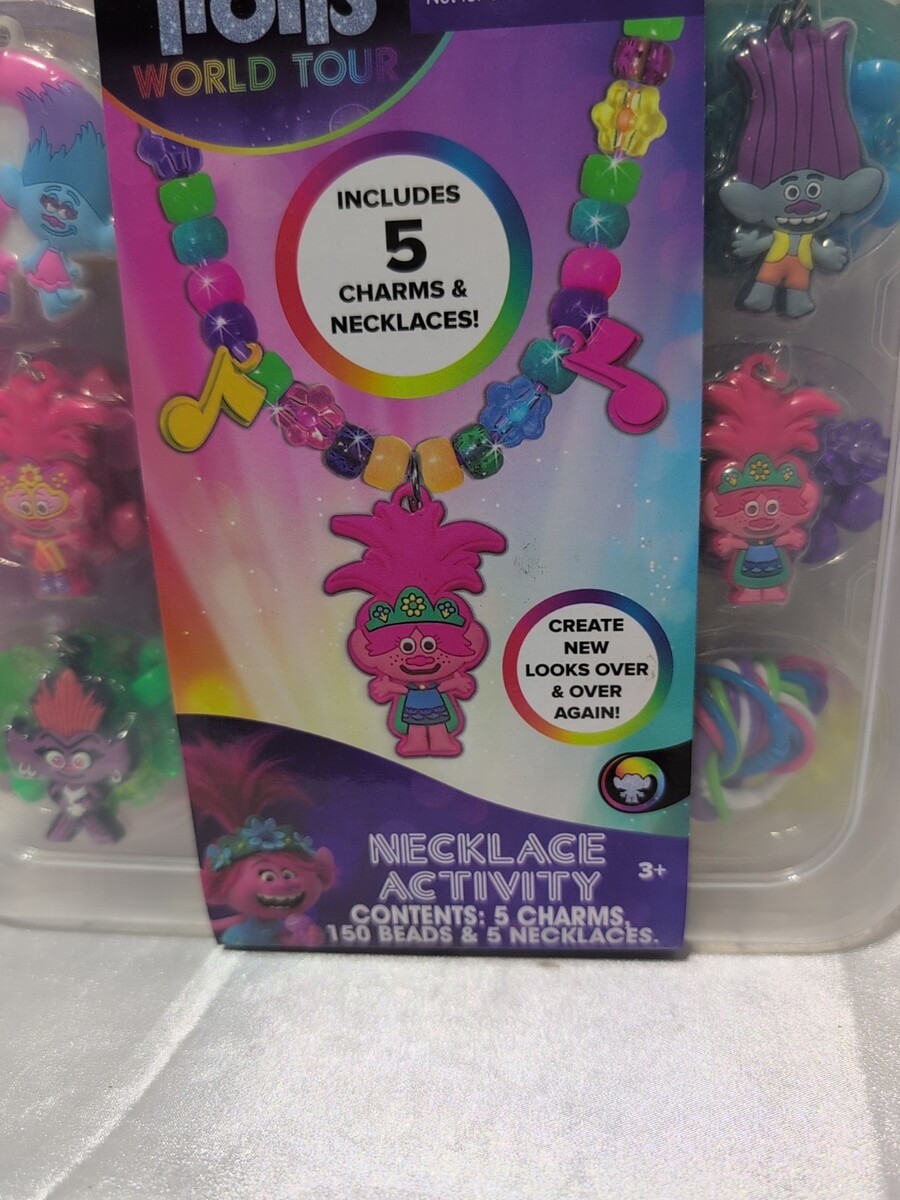 Trolls
WORLD TOUR
INCLUDES
5
CHARMS &
NECKLACES!
CREATE
NEW
LOOKS OVER
& OVER
AGAIN!
NECKLACE
ACTIVITY
3+
CONTENTS: 5 CHARMS,
150 BEADS & 5 NECKLACES.